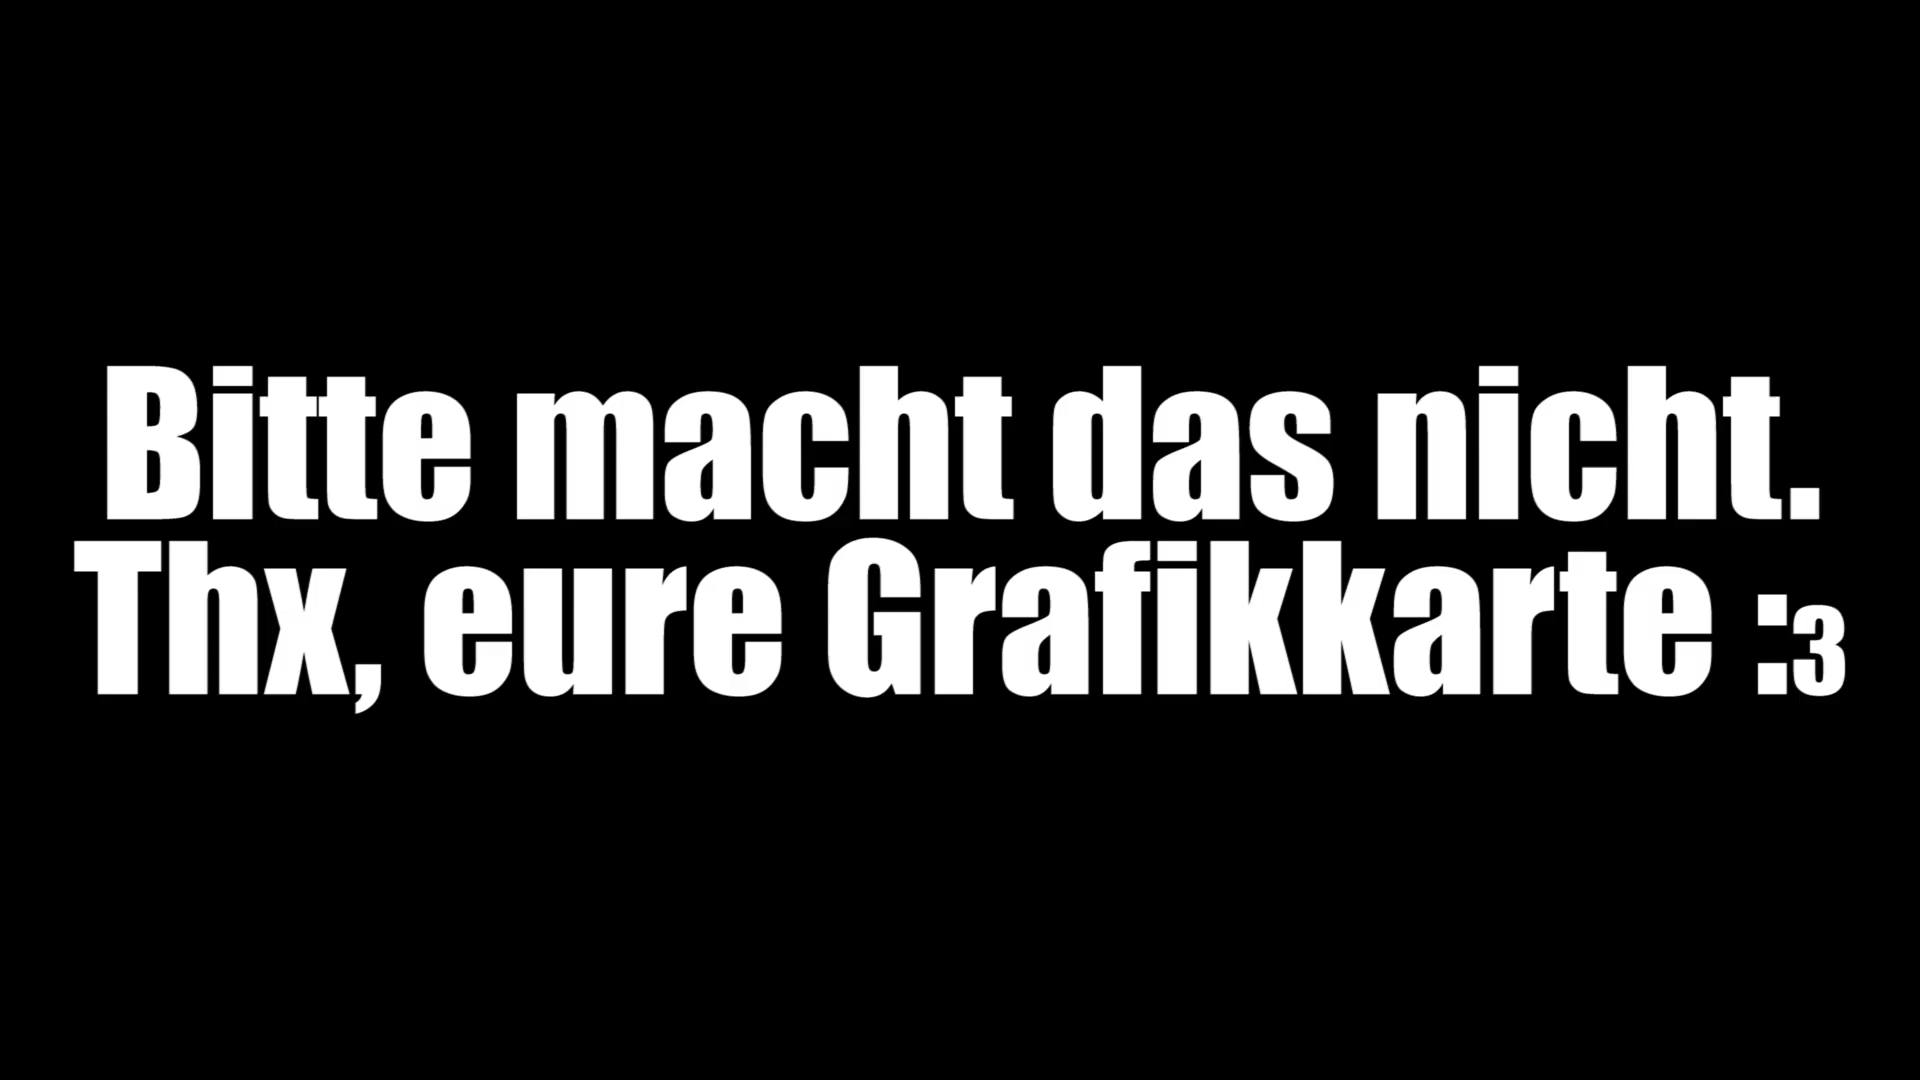 Bitte macht das nicht.
Thx, eure Grafikkarte :3